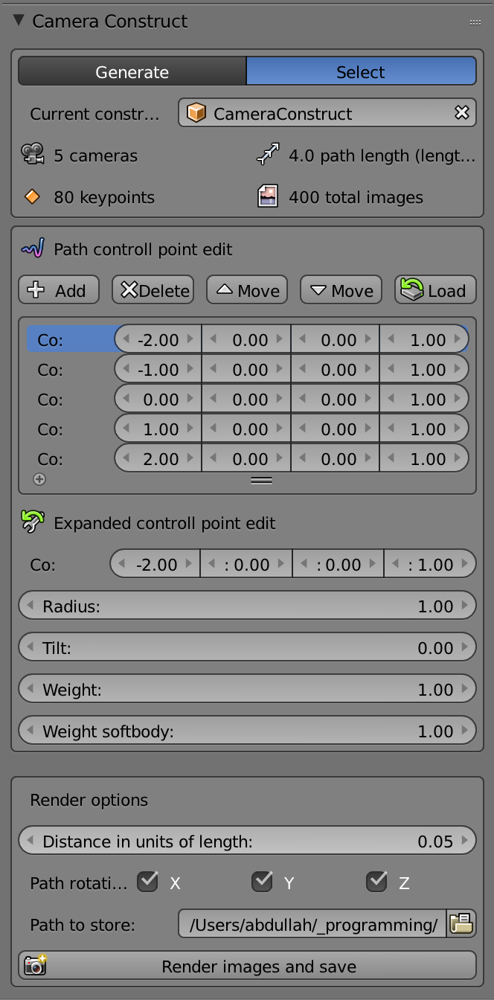 Camera Construct
Generate Select
Current constr... CameraConstruct
5 cameras 4.0 path length (lengt...
80 keypoints 400 total images
Path controll point edit
Add Delete Move Move Load
Co: -2.00 0.00 0.00 1.00
Co: -1.00 0.00 0.00 1.00
Co: 0.00 0.00 0.00 1.00
Co: 1.00 0.00 0.00 1.00
Co: 2.00 0.00 0.00 1.00
Expanded controll point edit
Co: -2.00 : 0.00 : 0.00 : 1.00
Radius: 1.00
Tilt: 0.00
Weight: 1.00
Weight softbody: 1.00
Render options
Distance in units of length: 0.05
Path rotati... X Y Z
Path to store: /Users/abdullah/_programming/
Render images and save